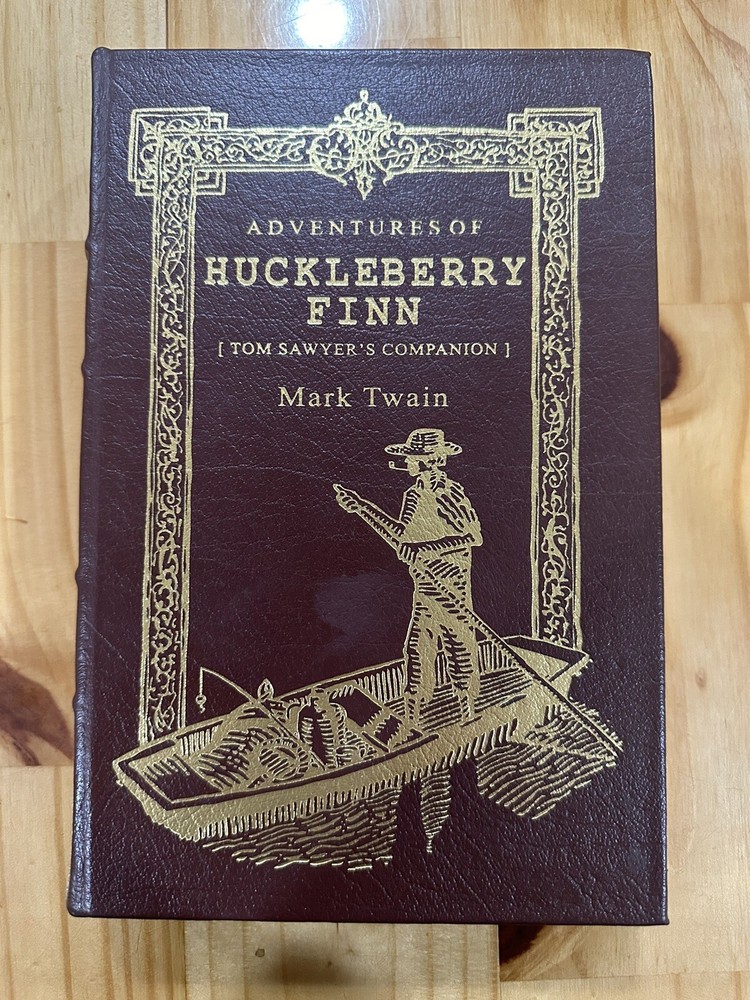 ADVENTURES OF
HUCKLEBERRY
FINN
[ TOM SAWYER'S COMPANION ]
Mark Twain